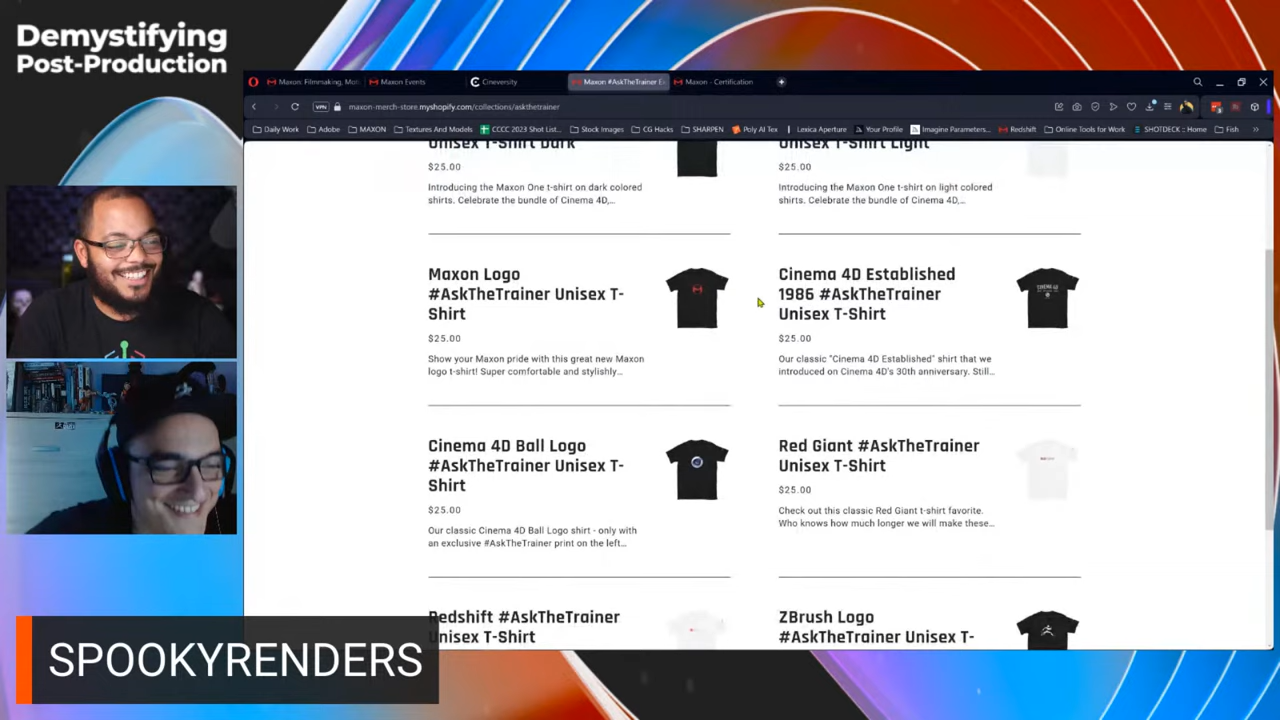 Demystifying
Post-Production
Maxon: Filmmaking, Moti
Maxon Events
Cineversity
Maxon: #AskTheTrainer E
Maxon - Certification
VPN
maxon-merch-store.myshopify.com/collections/askthetrainer
Daily Work
Adobe
MAXON
Textures And Models
CCCC 2023 Shot List...
Stock Images
CG Hacks
SHARPEN
Poly AI Tex
Lexica Aperture
Your Profile
Imagine Parameters...
Redshift
Online Tools for Work
SHOTDECK :: Home
Fish
Unisex T-Shirt Dark
$25.00
Introducing the Maxon One t-shirt on dark colored
shirts. Celebrate the bundle of Cinema 4D,...
Unisex T-Shirt Light
$25.00
Introducing the Maxon One t-shirt on light colored
shirts. Celebrate the bundle of Cinema 4D,...
Maxon Logo
#AskTheTrainer Unisex T-
Shirt
$25.00
Show your Maxon pride with this great new Maxon
logo t-shirt! Super comfortable and stylishly...
Cinema 4D Established
1986 #AskTheTrainer
Unisex T-Shirt
$25.00
Our classic "Cinema 4D Established" shirt that we
introduced on Cinema 4D's 30th anniversary. Still...
CINEMA 4D
Cinema 4D Ball Logo
#AskTheTrainer Unisex T-
Shirt
$25.00
Our classic Cinema 4D Ball Logo shirt - only with
an exclusive #AskTheTrainer print on the left...
Red Giant #AskTheTrainer
Unisex T-Shirt
$25.00
Check out this classic Red Giant t-shirt favorite.
Who knows how much longer we will make these...
Redshift #AskTheTrainer
Unisex T-Shirt
ZBrush Logo
#AskTheTrainer Unisex T-
SPOOKYRENDERS